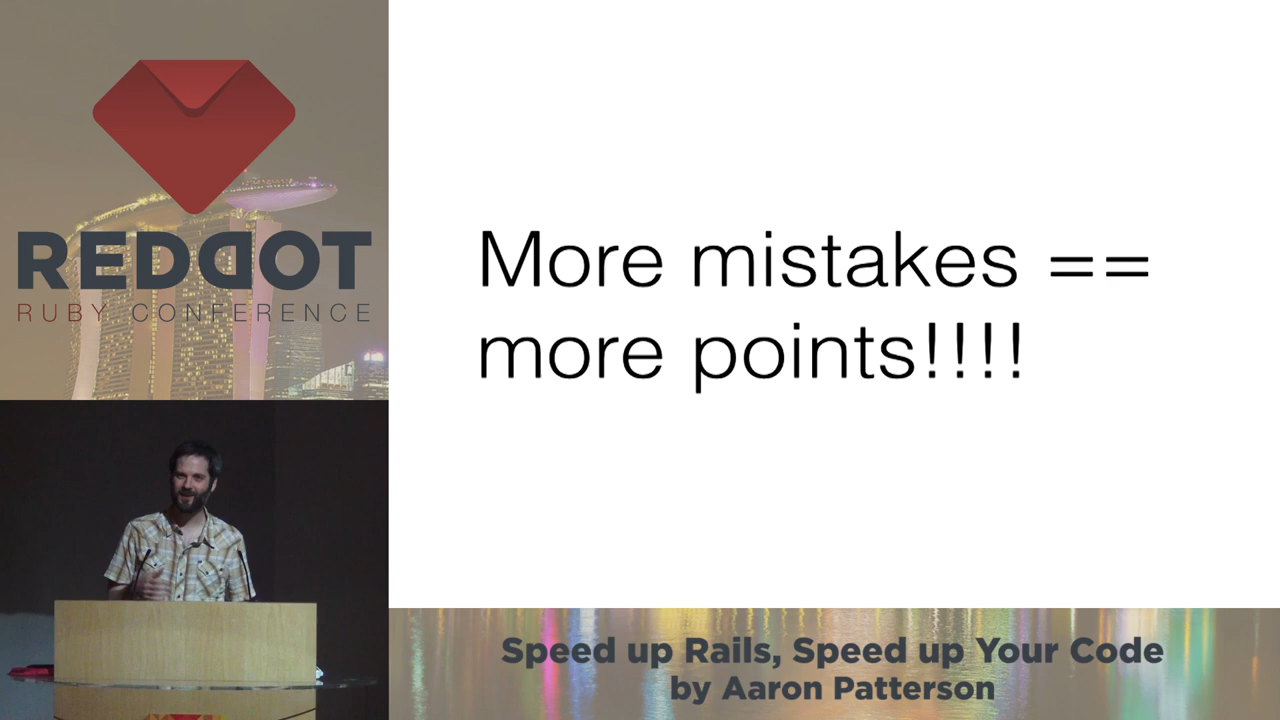 REDDOT
RUBY CONFERENCE
More mistakes ==
more points!!!!
Speed up Rails, Speed up Your Code
by Aaron Patterson